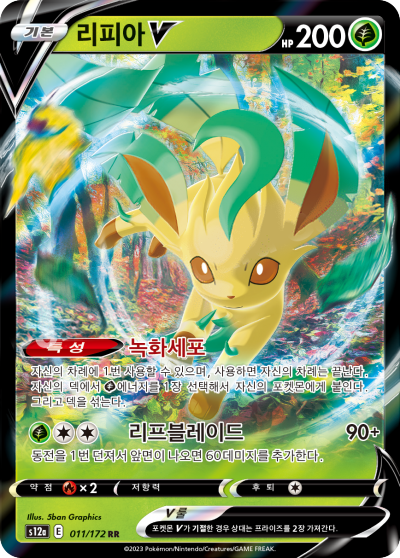 기본 리피아 V HP 200
특성 녹화세포
자신의 차례에 1번 사용할 수 있으며, 사용하면 자신의 차례는 끝난다.
자신의 덱에서 에너지를 1장 선택해서 자신의 포켓몬에게 붙인다.
그리고 덱을 섞는다.
리프블레이드 90+
동전을 1번 던져서 앞면이 나오면 60데미지를 추가한다.
약점 ×2 저항력 후퇴
Illus. 5ban Graphics
V 룰
s12a E 011/172 RR
포켓몬 V가 기절한 경우 상대는 프라이즈를 2장 가져간다.
©2023 Pokémon/Nintendo/Creatures/GAME FREAK.